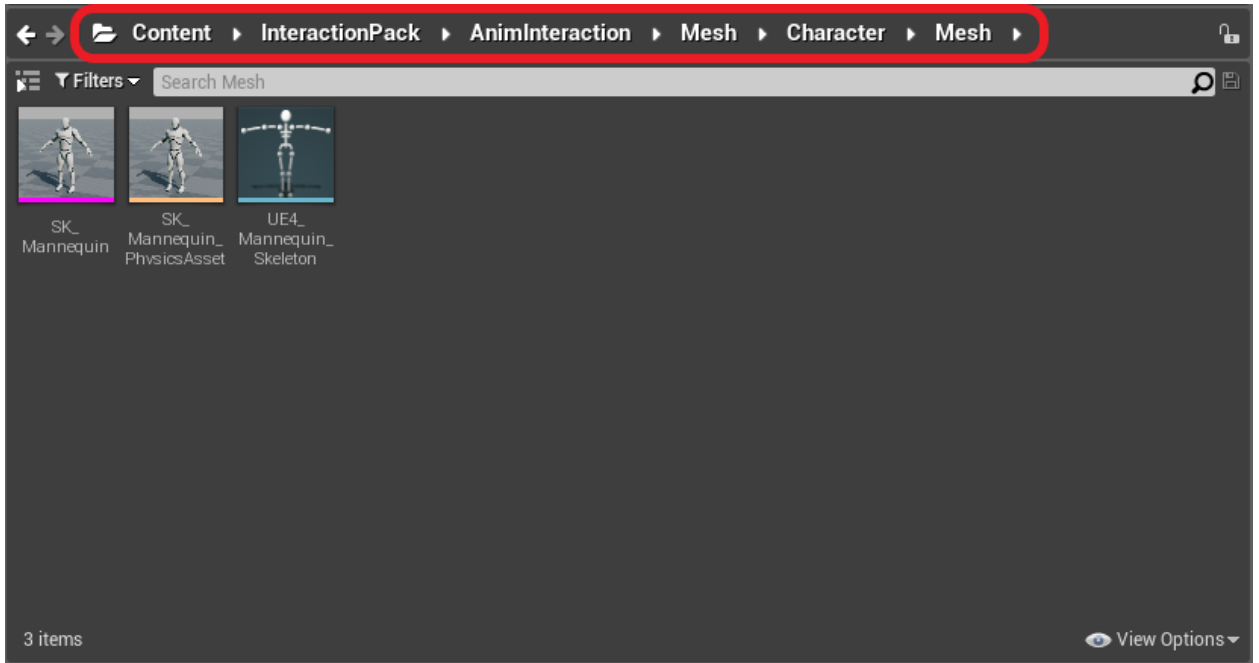 Content InteractionPack AnimInteraction Mesh Character Mesh
Filters Search Mesh
SK_
Mannequin
SK_
Mannequin_
PhysicsAsset
UE4_
Mannequin_
Skeleton
3 items
View Options